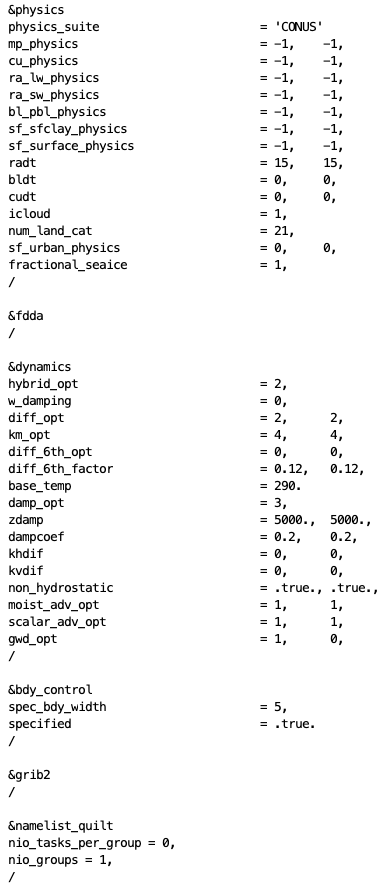 &physics
physics_suite = 'CONUS'
mp_physics = -1, -1,
cu_physics = -1, -1,
ra_lw_physics = -1, -1,
ra_sw_physics = -1, -1,
bl_pbl_physics = -1, -1,
sf_sfclay_physics = -1, -1,
sf_surface_physics = -1, -1,
radt = 15, 15,
bldt = 0, 0,
cudt = 0, 0,
icloud = 1,
num_land_cat = 21,
sf_urban_physics = 0, 0,
fractional_seaice = 1,
/

&fdda
/

&dynamics
hybrid_opt = 2,
w_damping = 0,
diff_opt = 2, 2,
km_opt = 4, 4,
diff_6th_opt = 0, 0,
diff_6th_factor = 0.12, 0.12,
base_temp = 290.
damp_opt = 3,
zdamp = 5000., 5000.,
dampcoef = 0.2, 0.2,
khdif = 0, 0,
kvdif = 0, 0,
non_hydrostatic = .true., .true.,
moist_adv_opt = 1, 1,
scalar_adv_opt = 1, 1,
gwd_opt = 1, 0,
/

&bdy_control
spec_bdy_width = 5,
specified = .true.
/

&grib2
/

&namelist_quilt
nio_tasks_per_group = 0,
nio_groups = 1,
/